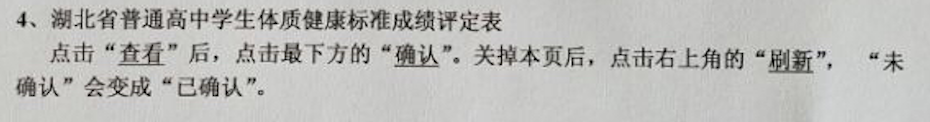 4、湖北省普通高中学生体质健康标准成绩评定表
点击“查看”后，点击最下方的“确认”。关掉本页后，点击右上角的“刷新”， “未
确认”会变成“已确认”。